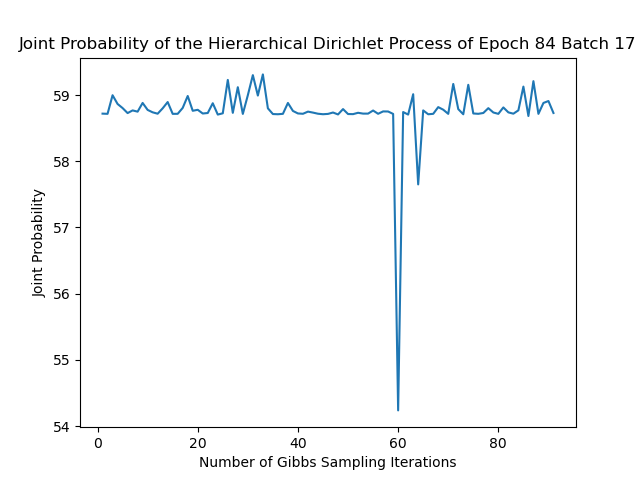 Joint Probability of the Hierarchical Dirichlet Process of Epoch 84 Batch 17
59
58
57
56
55
54
Joint Probability
0 20 40 60 80
Number of Gibbs Sampling Iterations